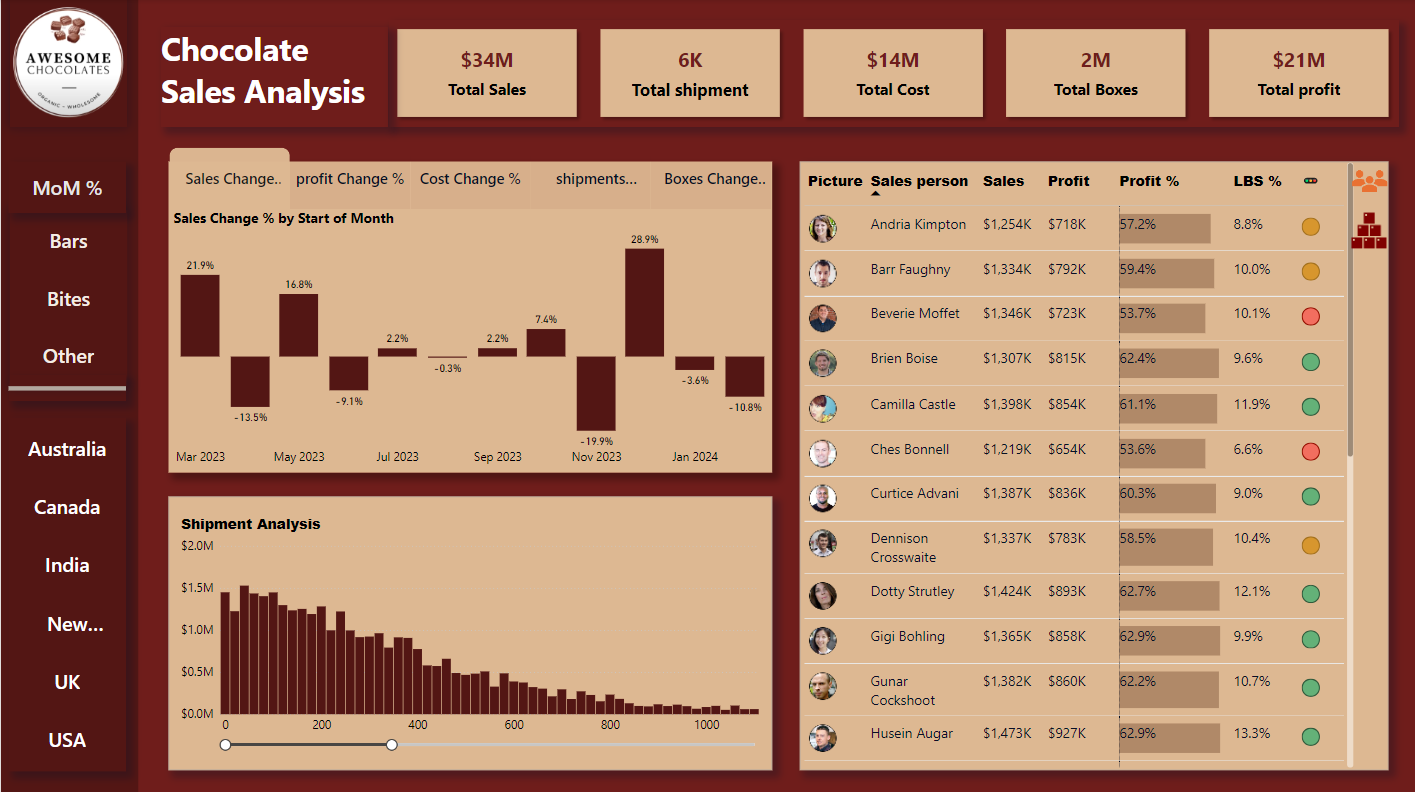 AWESOME
CHOCOLATES
ORGANIC ~ WHOLESOME
Chocolate
Sales Analysis
$34M
Total Sales
6K
Total shipment
$14M
Total Cost
2M
Total Boxes
$21M
Total profit
MoM %
Bars
Bites
Other
Australia
Canada
India
New...
UK
USA
Sales Change.. profit Change % Cost Change % shipments... Boxes Change..
Sales Change % by Start of Month
28.9%
21.9%
16.8%
7.4%
2.2% 2.2%
-0.3%
-3.6%
-9.1%
-10.8%
-13.5%
-19.9%
Mar 2023 May 2023 Jul 2023 Sep 2023 Nov 2023 Jan 2024
Shipment Analysis
$2.0M
$1.5M
$1.0M
$0.5M
$0.0M
0 200 400 600 800 1000
Picture Sales person Sales Profit Profit % LBS %
Andria Kimpton $1,254K $718K 57.2% 8.8%
Barr Faughny $1,334K $792K 59.4% 10.0%
Beverie Moffet $1,346K $723K 53.7% 10.1%
Brien Boise $1,307K $815K 62.4% 9.6%
Camilla Castle $1,398K $854K 61.1% 11.9%
Ches Bonnell $1,219K $654K 53.6% 6.6%
Curtice Advani $1,387K $836K 60.3% 9.0%
Dennison $1,337K $783K 58.5% 10.4%
Crosswaite
Dotty Strutley $1,424K $893K 62.7% 12.1%
Gigi Bohling $1,365K $858K 62.9% 9.9%
Gunar $1,382K $860K 62.2% 10.7%
Cockshoot
Husein Augar $1,473K $927K 62.9% 13.3%